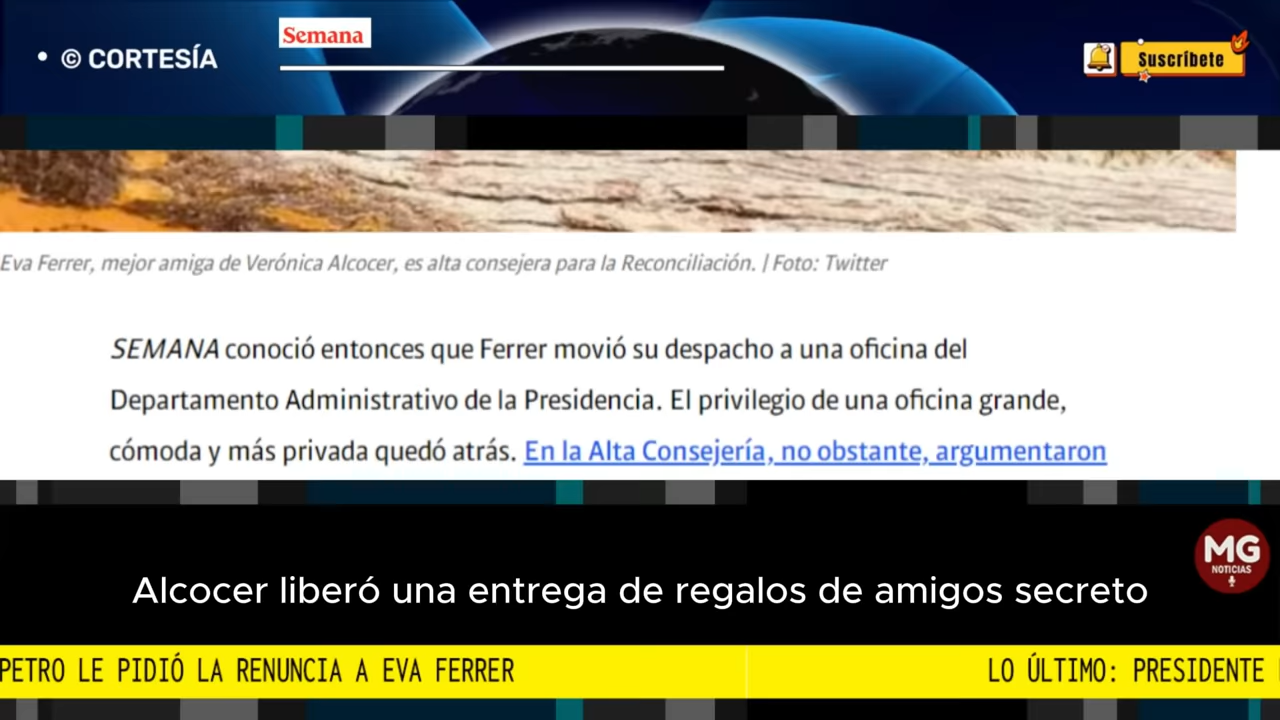 • © CORTESÍA
Semana
Suscríbete
Eva Ferrer, mejor amiga de Verónica Alcocer, es alta consejera para la Reconciliación. | Foto: Twitter
SEMANA conoció entonces que Ferrer movió su despacho a una oficina del
Departamento Administrativo de la Presidencia. El privilegio de una oficina grande,
cómoda y más privada quedó atrás. En la Alta Consejería, no obstante, argumentaron
MG
NOTICIAS
Alcocer liberó una entrega de regalos de amigos secreto
PETRO LE PIDIÓ LA RENUNCIA A EVA FERRER
LO ÚLTIMO: PRESIDENTE